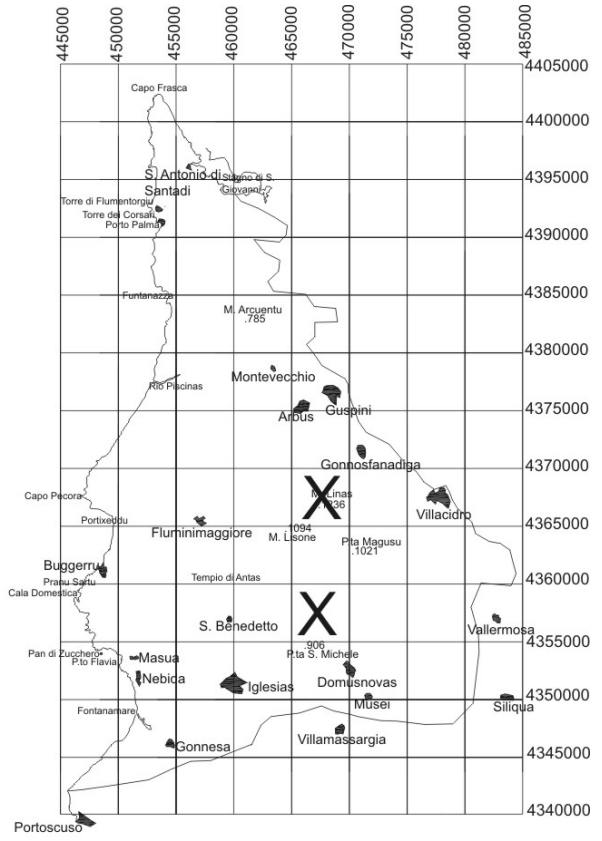 445000
450000
455000
460000
465000
470000
475000
480000
485000
4405000
Capo Frasca
4400000
S. Antonio di
Santadi
Stagno di S.
Giovanni
4395000
Torre di Flumentorgiu
Torre dei Corsari
Porto Palma
4390000
Funtanazza
4385000
M. Arcuentu
.785
4380000
Montevecchio
Rio Piscinas
4375000
Arbus
Guspini
Gonnosfanadiga
4370000
Capo Pecora
M. Linas
.1236
X
Villacidro
Portixeddu
4365000
Fluminimaggiore
.1094
M. Lisone
P.ta Magusu
.1021
Buggerru
Pranu Sartu
Cala Domestica
Tempio di Antas
4360000
X
S. Benedetto
Vallermosa
4355000
.906
P.ta S. Michele
Pan di Zucchero
P.to Flavia
Masua
Nebida
Iglesias
Domusnovas
Musei
Siliqua
4350000
Fontanamare
Gonnesa
Villamassargia
4345000
4340000
Portoscuso